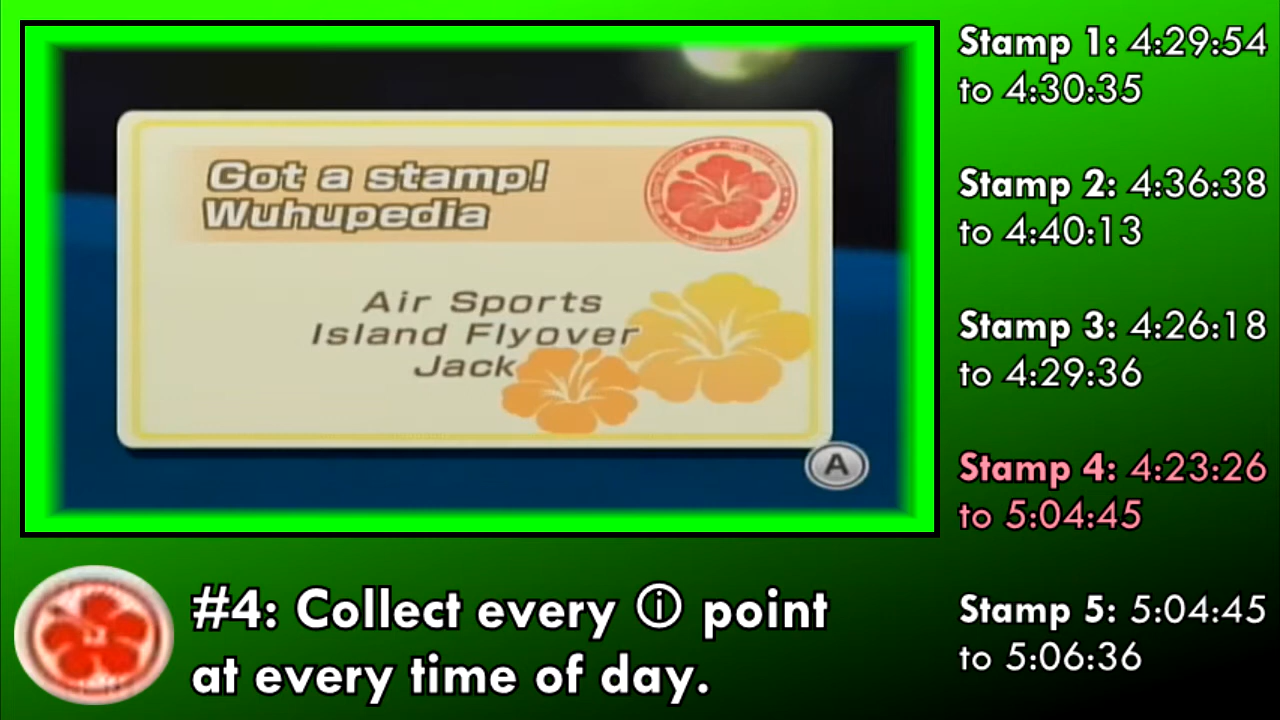 Got a stamp!
Wuhupedia
Air Sports
Island Flyover
Jack
A
#4: Collect every ⓘ point
at every time of day.
Stamp 1: 4:29:54
to 4:30:35
Stamp 2: 4:36:38
to 4:40:13
Stamp 3: 4:26:18
to 4:29:36
Stamp 4: 4:23:26
to 5:04:45
Stamp 5: 5:04:45
to 5:06:36